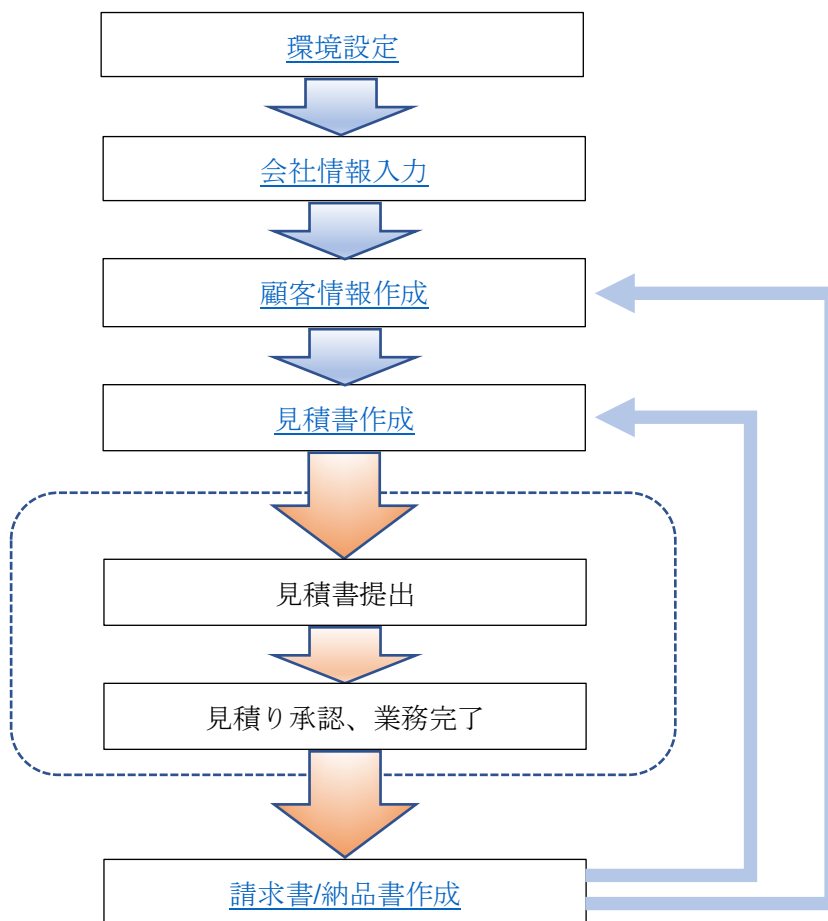 環境設定
会社情報入力
顧客情報作成
見積書作成
見積書提出
見積り承認、業務完了
請求書/納品書作成